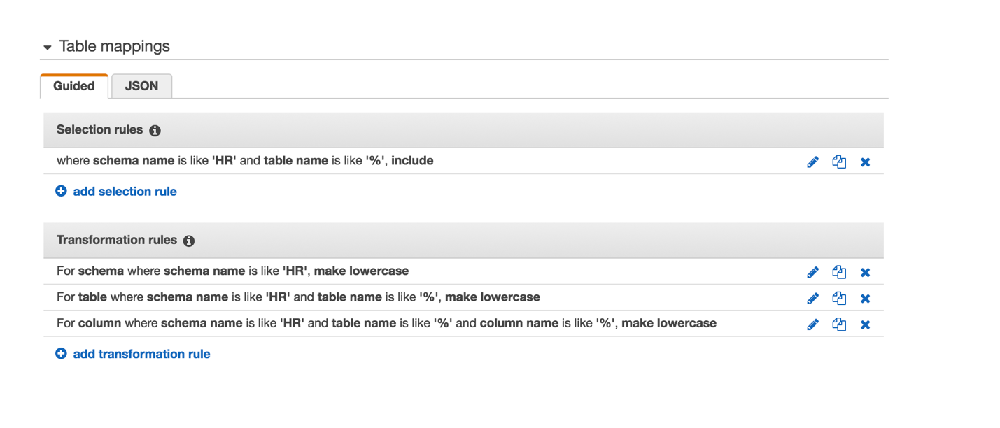 Table mappings
Guided JSON
Selection rules
where schema name is like 'HR' and table name is like '%', include
add selection rule
Transformation rules
For schema where schema name is like 'HR', make lowercase
For table where schema name is like 'HR' and table name is like '%', make lowercase
For column where schema name is like 'HR' and table name is like '%' and column name is like '%', make lowercase
add transformation rule